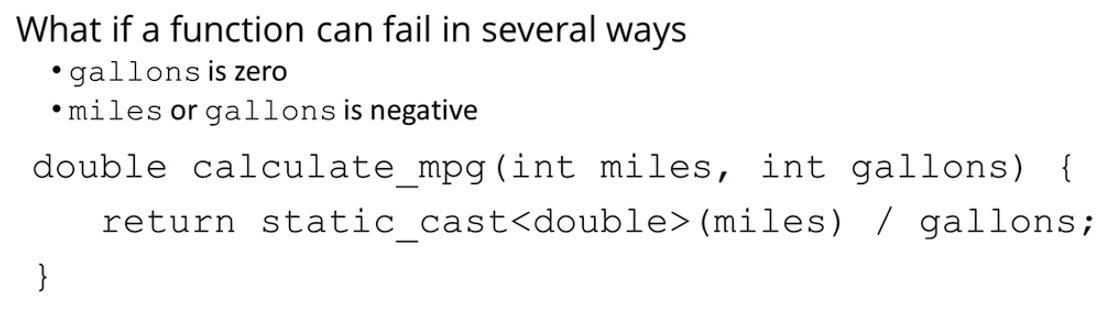 What if a function can fail in several ways
• gallons is zero
• miles or gallons is negative
double calculate_mpg(int miles, int gallons) {
return static_cast<double>(miles) / gallons;
}